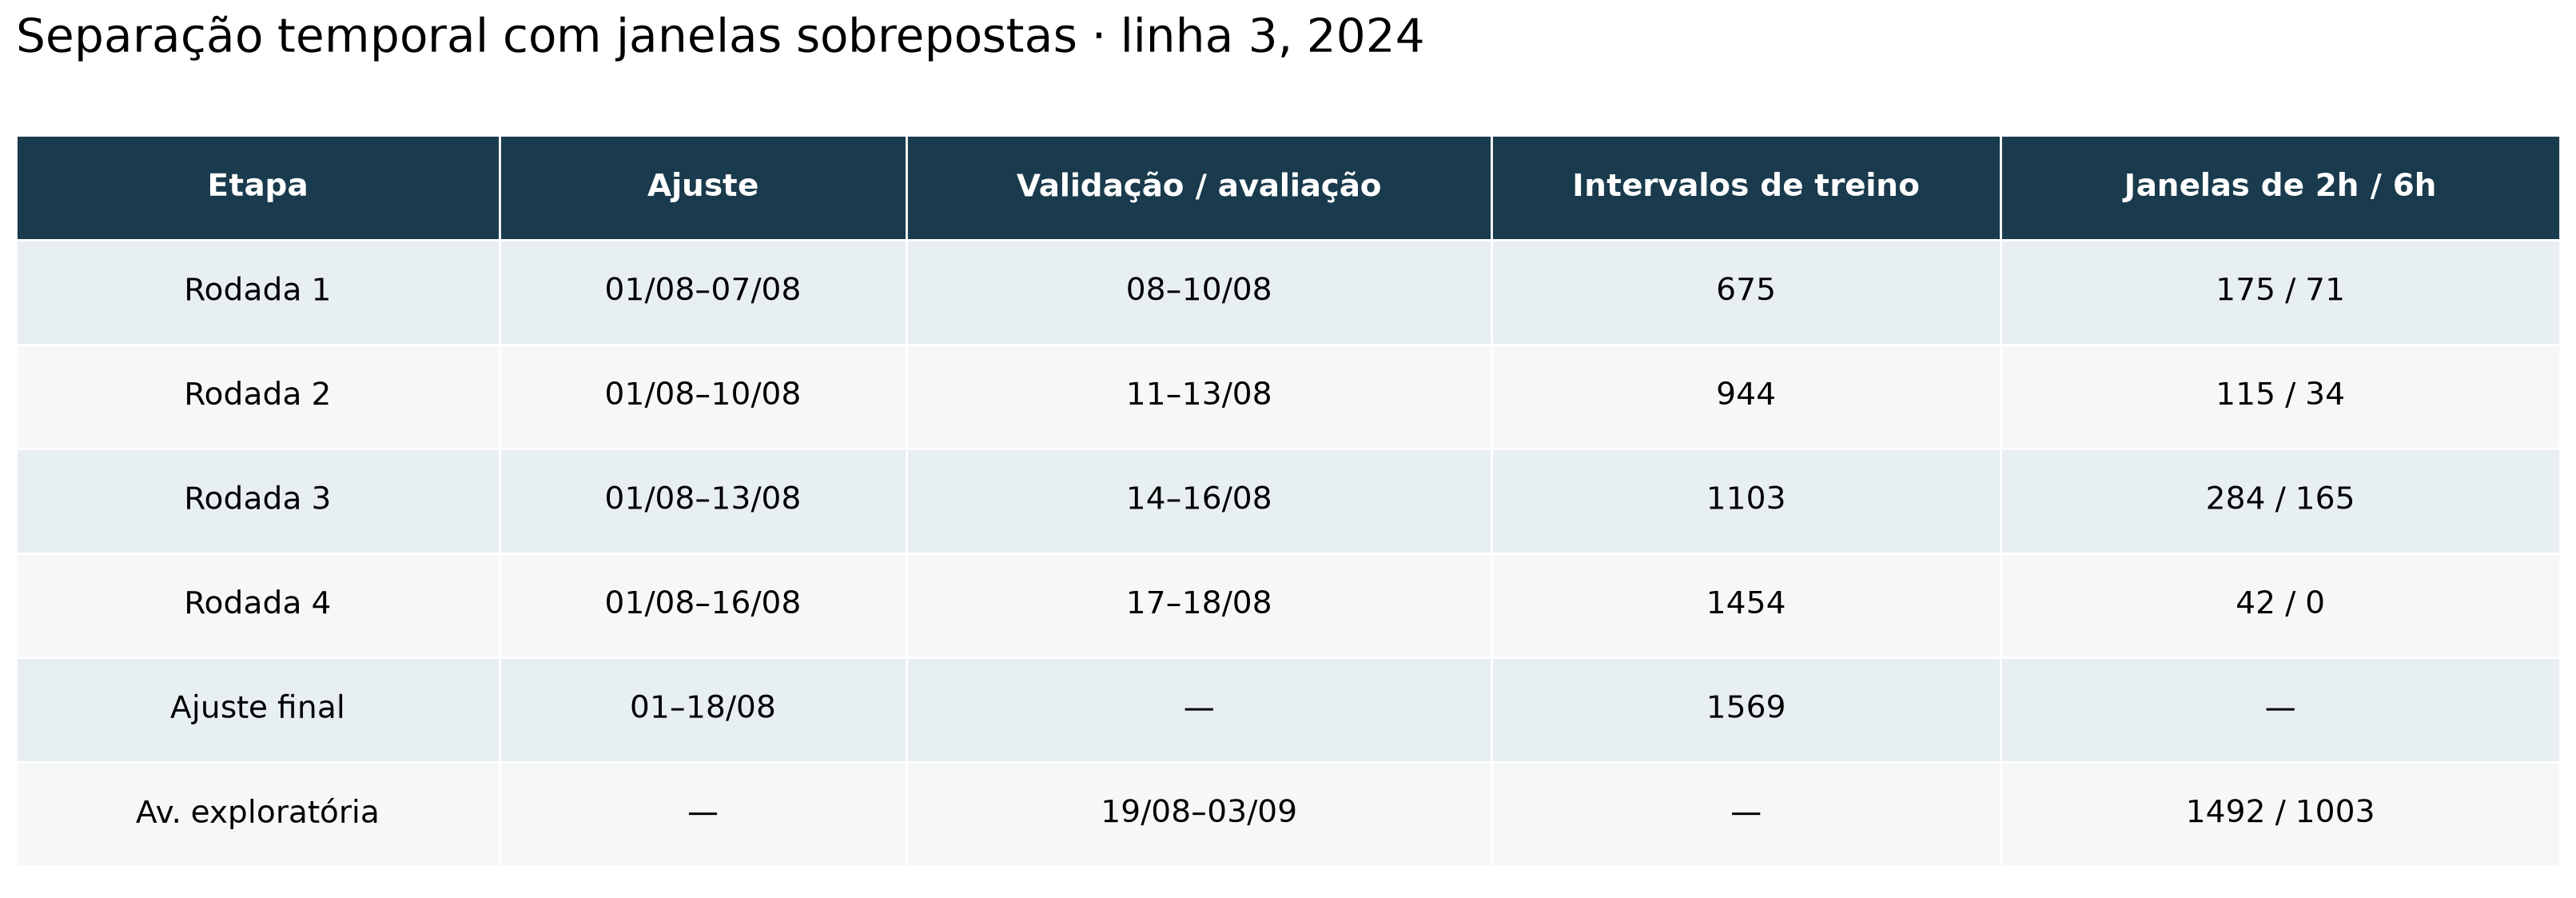 Separação temporal com janelas sobrepostas · linha 3, 2024
Etapa Ajuste Validação / avaliação Intervalos de treino Janelas de 2h / 6h
Rodada 1 01/08–07/08 08–10/08 675 175 / 71
Rodada 2 01/08–10/08 11–13/08 944 115 / 34
Rodada 3 01/08–13/08 14–16/08 1103 284 / 165
Rodada 4 01/08–16/08 17–18/08 1454 42 / 0
Ajuste final 01–18/08 — 1569 —
Av. exploratória — 19/08–03/09 — 1492 / 1003